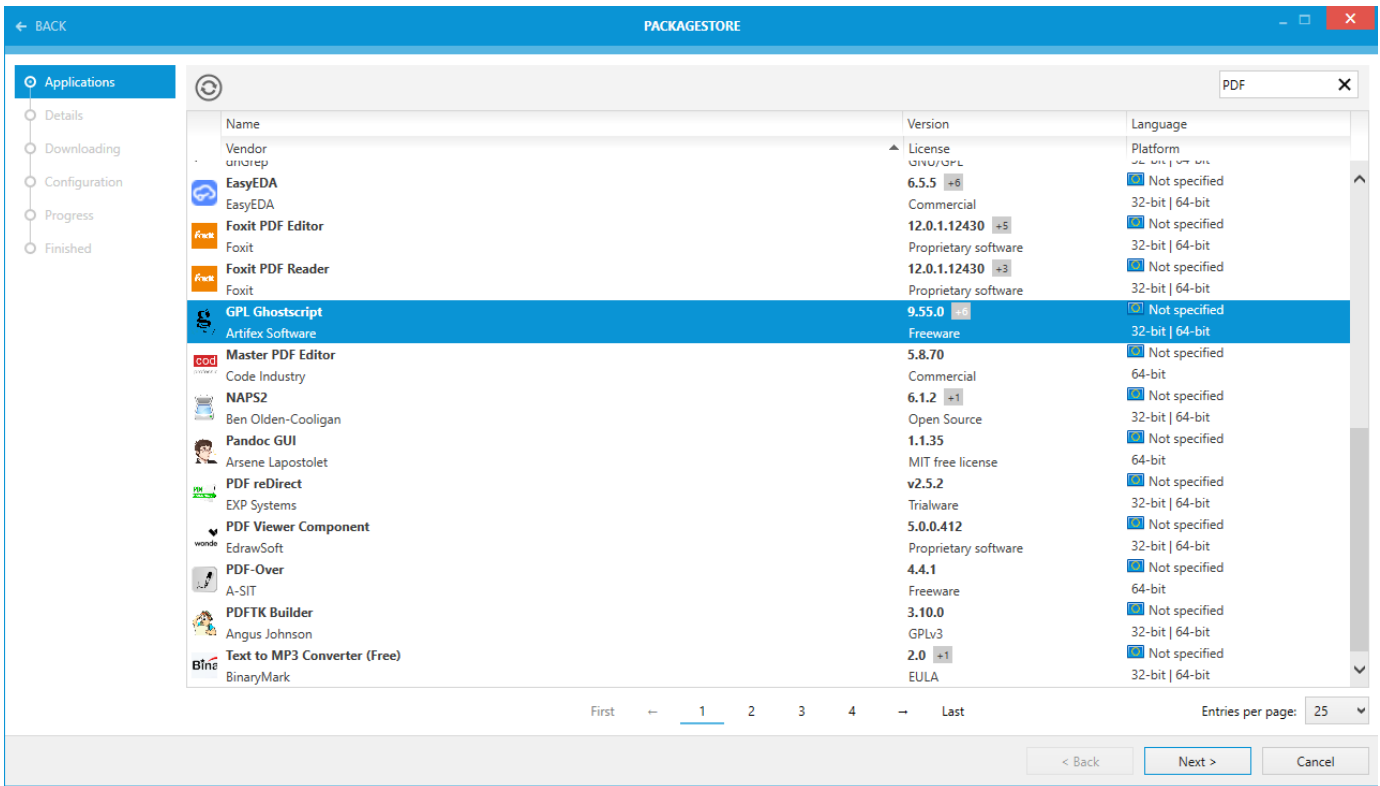 ← BACK
PACKAGESTORE
Applications
Details
Downloading
Configuration
Progress
Finished
PDF
Name Version Language
Vendor License Platform
dnGrep GNU/GPL 32-bit | 64-bit
EasyEDA 6.5.5 +6 Not specified
EasyEDA Commercial 32-bit | 64-bit
Foxit PDF Editor 12.0.1.12430 +5 Not specified
Foxit Proprietary software 32-bit | 64-bit
Foxit PDF Reader 12.0.1.12430 +3 Not specified
Foxit Proprietary software 32-bit | 64-bit
GPL Ghostscript 9.55.0 +6 Not specified
Artifex Software Freeware 32-bit | 64-bit
cod
Master PDF Editor 5.8.70 Not specified
Code Industry Commercial 64-bit
NAPS2 6.1.2 +1 Not specified
Ben Olden-Cooligan Open Source 32-bit | 64-bit
Pandoc GUI 1.1.35 Not specified
Arsene Lapostolet MIT free license 64-bit
PDF reDirect v2.5.2 Not specified
EXP Systems Trialware 32-bit | 64-bit
PDF Viewer Component 5.0.0.412 Not specified
wonde EdrawSoft Proprietary software 32-bit | 64-bit
PDF-Over 4.4.1 Not specified
A-SIT Freeware 64-bit
PDFTK Builder 3.10.0 Not specified
Angus Johnson GPLv3 32-bit | 64-bit
Text to MP3 Converter (Free) 2.0 +1 Not specified
Bina
BinaryMark EULA 32-bit | 64-bit
First ← 1 2 3 4 → Last Entries per page: 25
< Back Next > Cancel